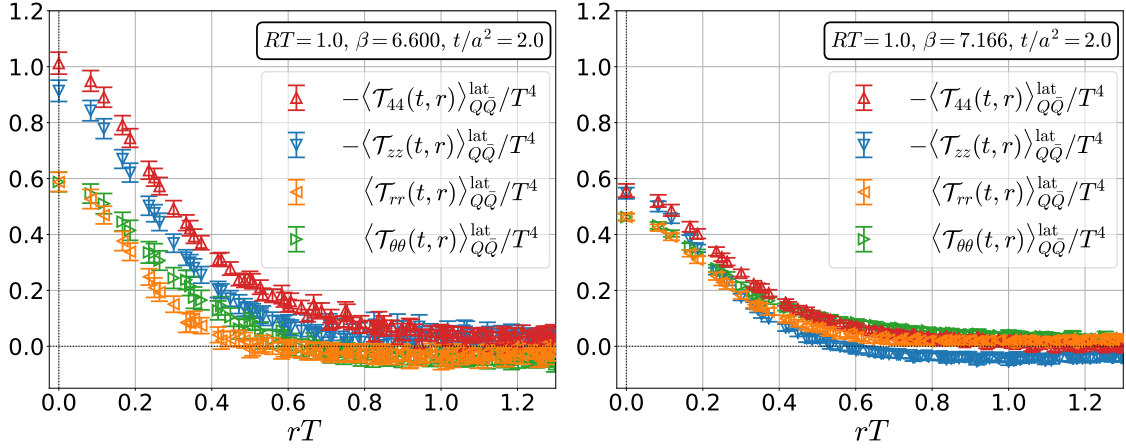 1.2
1.0
0.8
0.6
0.4
0.2
0.0
RT=1.0, β=6.600, t/a²=2.0
−⟨𝒯₄₄(t,r)⟩^lat_QQ̄/T⁴
−⟨𝒯_zz(t,r)⟩^lat_QQ̄/T⁴
⟨𝒯_rr(t,r)⟩^lat_QQ̄/T⁴
⟨𝒯_θθ(t,r)⟩^lat_QQ̄/T⁴
0.0 0.2 0.4 0.6 0.8 1.0 1.2
rT
1.2
1.0
0.8
0.6
0.4
0.2
0.0
RT=1.0, β=7.166, t/a²=2.0
−⟨𝒯₄₄(t,r)⟩^lat_QQ̄/T⁴
−⟨𝒯_zz(t,r)⟩^lat_QQ̄/T⁴
⟨𝒯_rr(t,r)⟩^lat_QQ̄/T⁴
⟨𝒯_θθ(t,r)⟩^lat_QQ̄/T⁴
0.0 0.2 0.4 0.6 0.8 1.0 1.2
rT